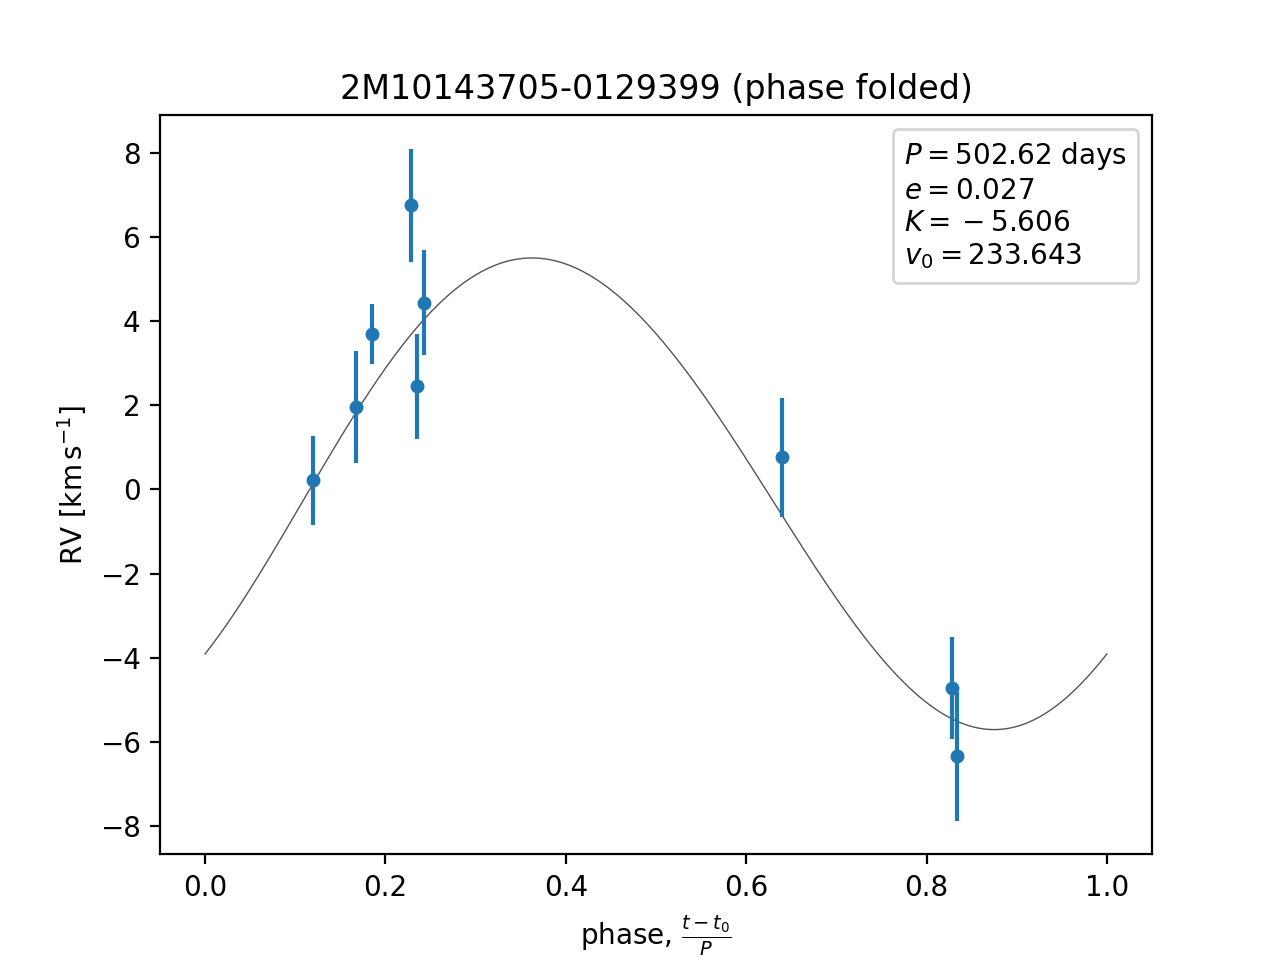 2M10143705-0129399 (phase folded)
P = 502.62 days
e = 0.027
K = −5.606
v₀ = 233.643
RV [km s⁻¹]
8
6
4
2
0
−2
−4
−6
−8
0.0 0.2 0.4 0.6 0.8 1.0
phase, (t − t₀)/P